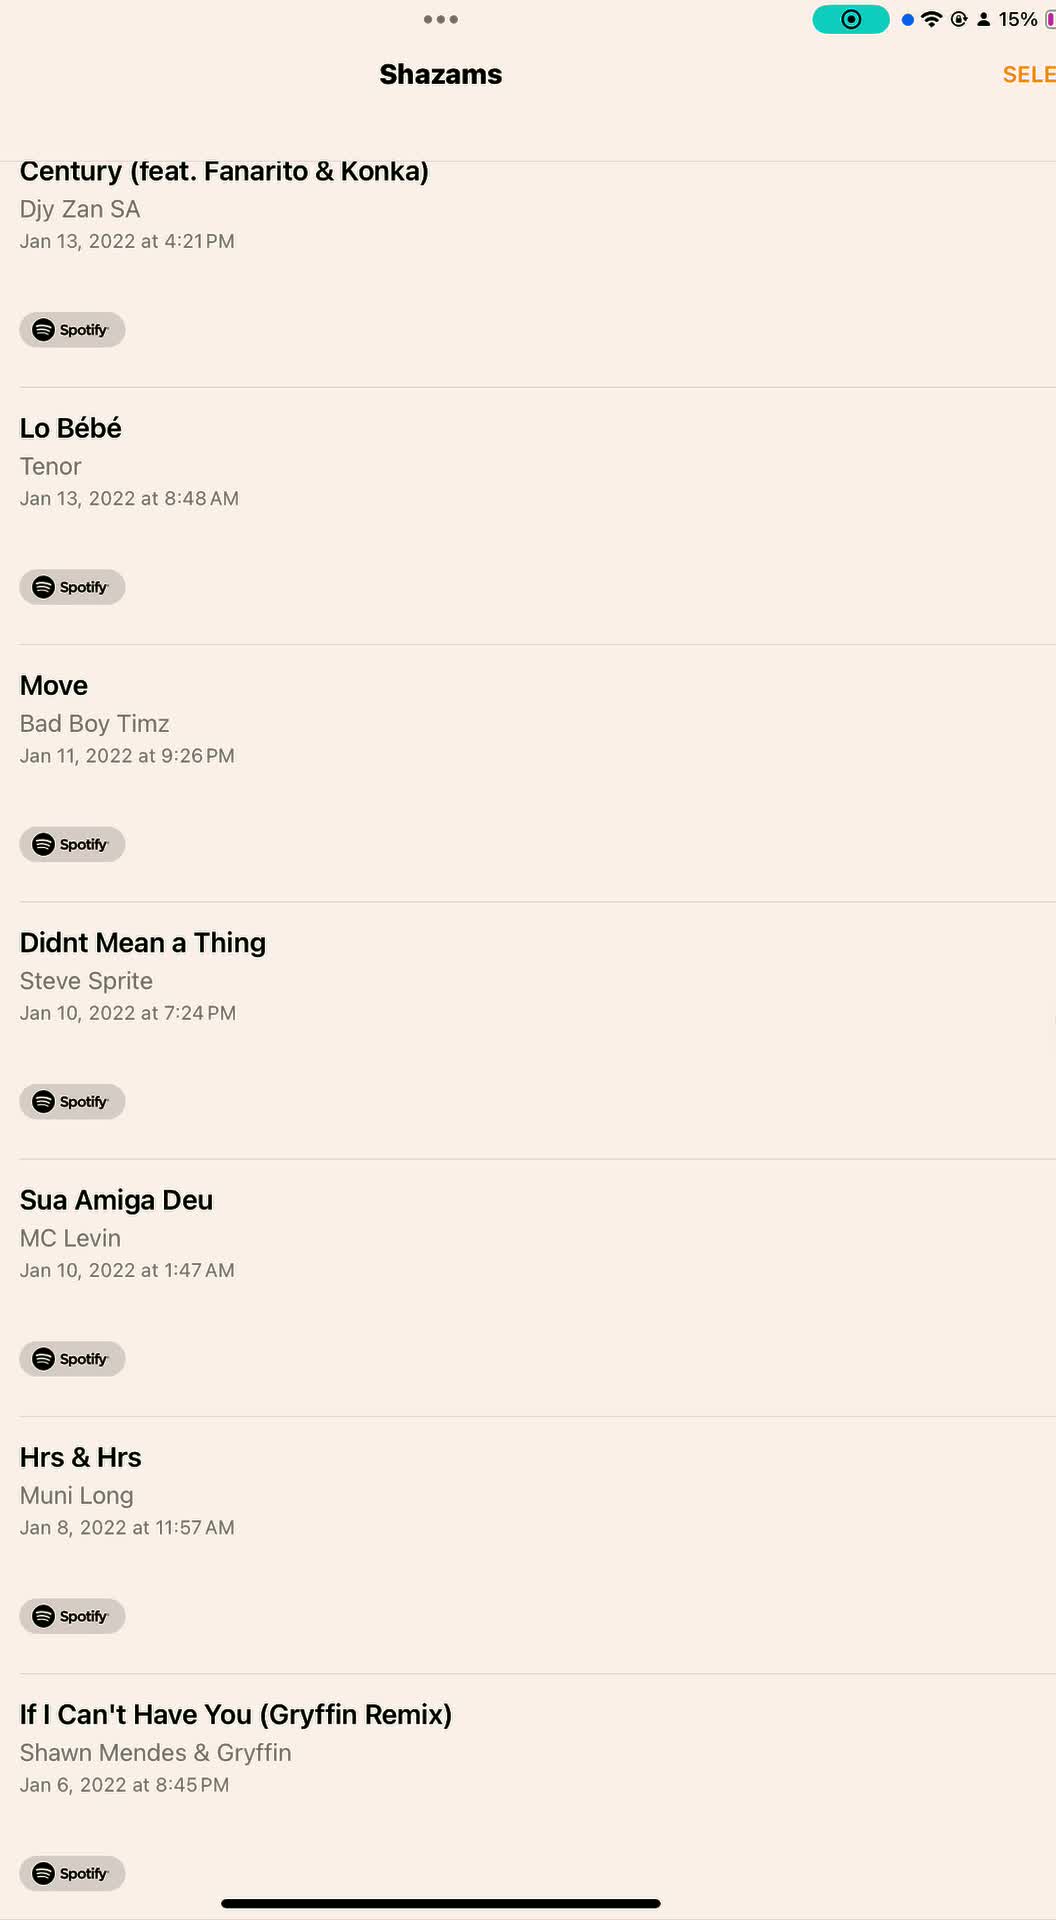 15%
Shazams
SELE
Century (feat. Fanarito & Konka)
Djy Zan SA
Jan 13, 2022 at 4:21 PM
Spotify
Lo Bébé
Tenor
Jan 13, 2022 at 8:48 AM
Spotify
Move
Bad Boy Timz
Jan 11, 2022 at 9:26 PM
Spotify
Didnt Mean a Thing
Steve Sprite
Jan 10, 2022 at 7:24 PM
Spotify
Sua Amiga Deu
MC Levin
Jan 10, 2022 at 1:47 AM
Spotify
Hrs & Hrs
Muni Long
Jan 8, 2022 at 11:57 AM
Spotify
If I Can't Have You (Gryffin Remix)
Shawn Mendes & Gryffin
Jan 6, 2022 at 8:45 PM
Spotify